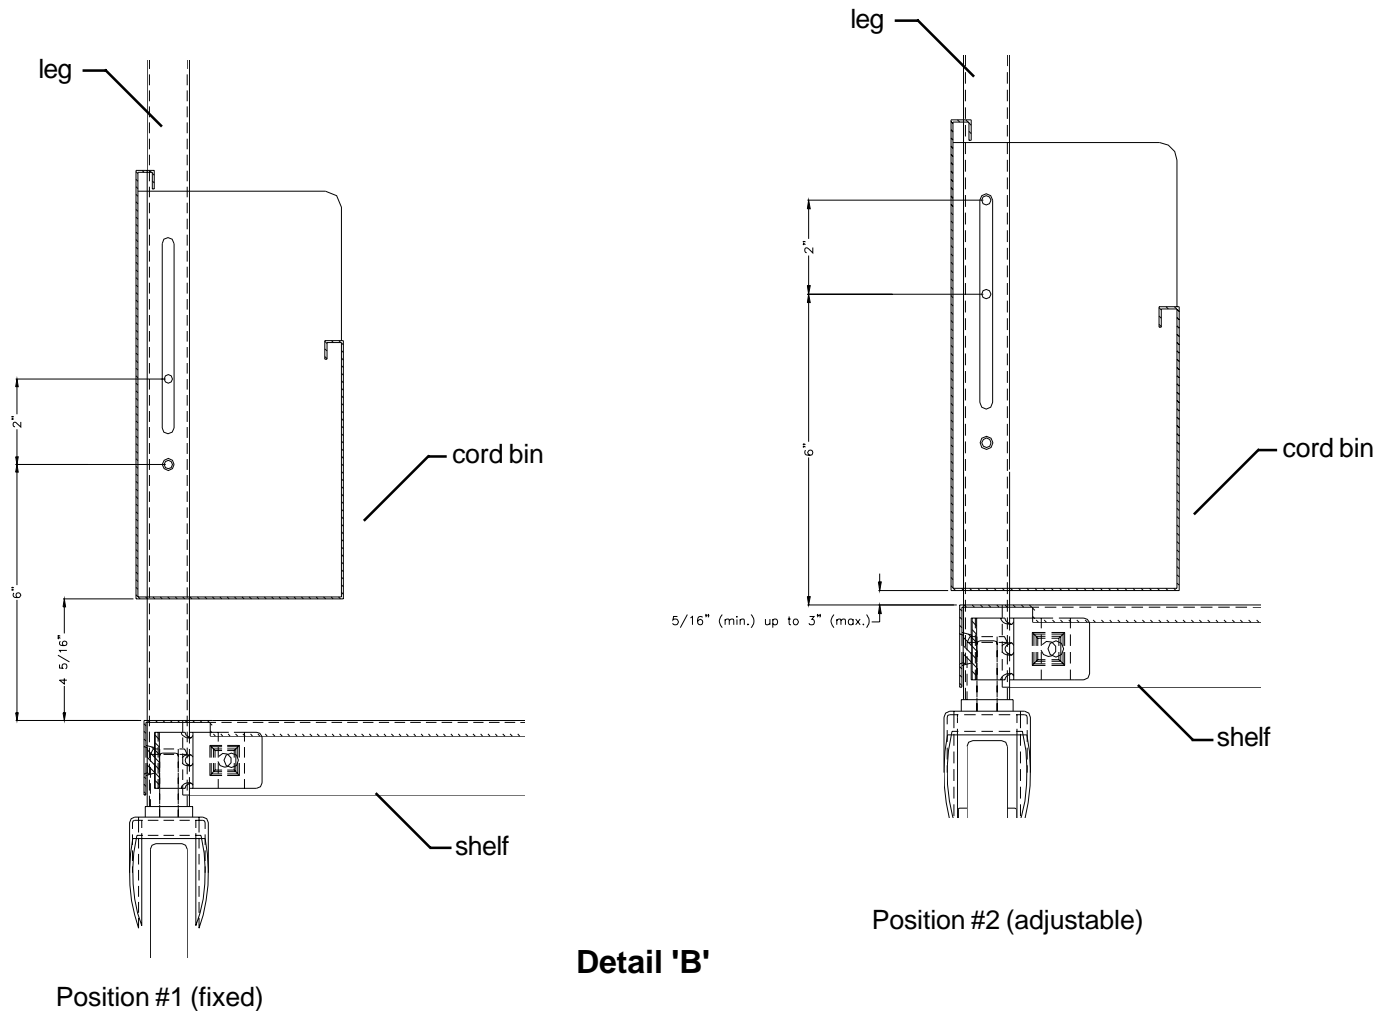 leg
2"
6"
4 5/16"
cord bin
shelf
Position #1 (fixed)
leg
2"
6"
5/16" (min.) up to 3" (max.)
cord bin
shelf
Position #2 (adjustable)
Detail 'B'